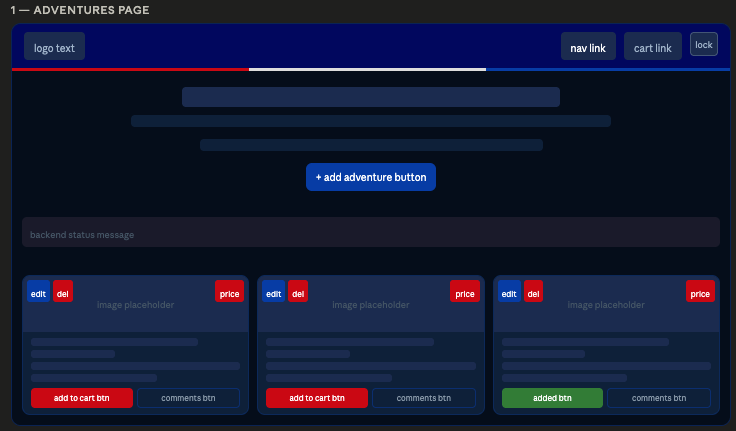 1 — ADVENTURES PAGE
logo text
nav link
cart link
lock
+ add adventure button
backend status message
edit
del
price
image placeholder
add to cart btn
comments btn
edit
del
price
image placeholder
add to cart btn
comments btn
edit
del
price
image placeholder
added btn
comments btn